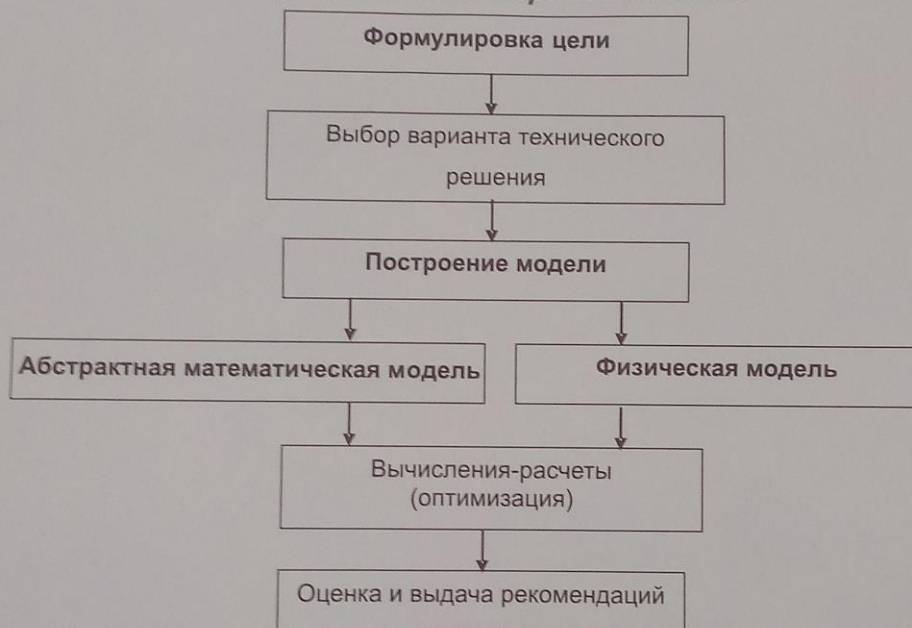 Формулировка цели
Выбор варианта технического
решения
Построение модели
Абстрактная математическая модель
Физическая модель
Вычисления-расчеты
(оптимизация)
Оценка и выдача рекомендаций